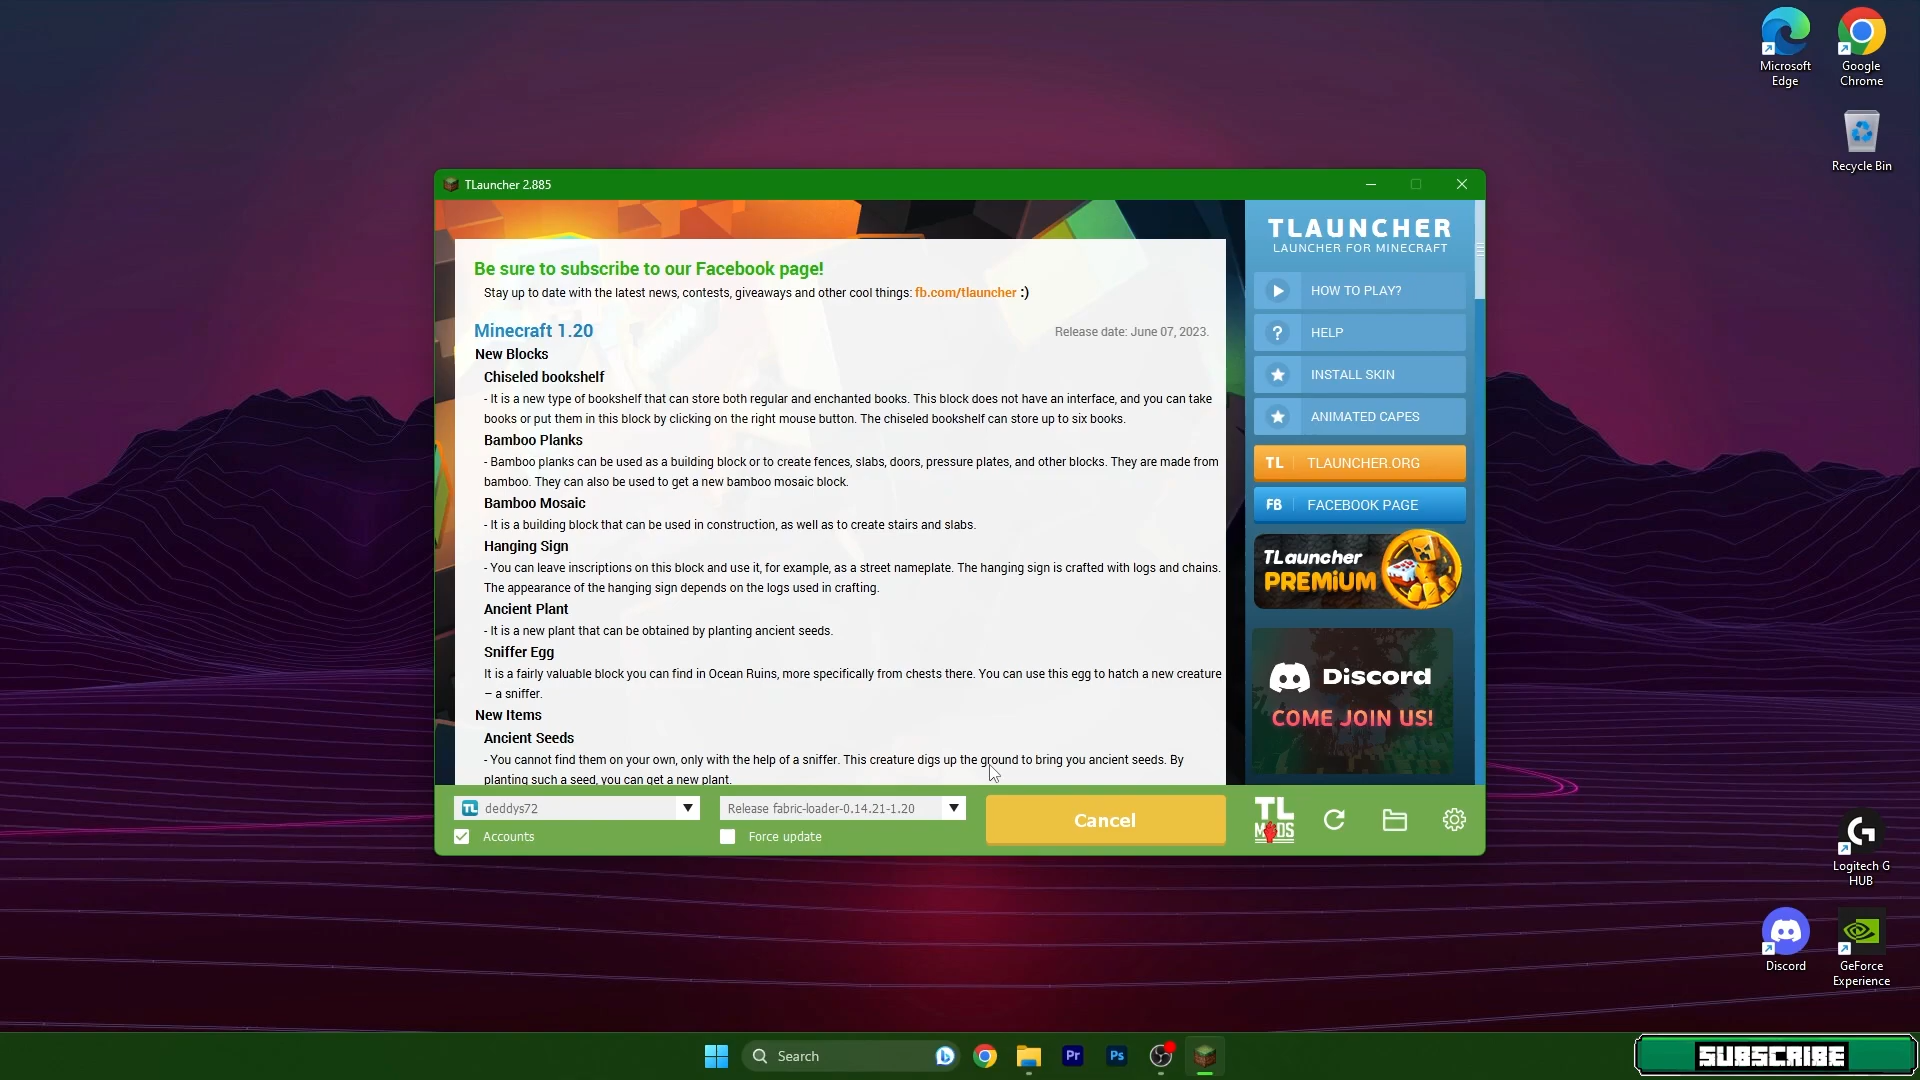 Microsoft
Edge
Google
Chrome
Recycle Bin
TLauncher 2.885
Be sure to subscribe to our Facebook page!
Stay up to date with the latest news, contests, giveaways and other cool things: fb.com/tlauncher :)
Minecraft 1.20
Release date: June 07, 2023.
New Blocks
Chiseled bookshelf
- It is a new type of bookshelf that can store both regular and enchanted books. This block does not have an interface, and you can take
books or put them in this block by clicking on the right mouse button. The chiseled bookshelf can store up to six books.
Bamboo Planks
- Bamboo planks can be used as a building block or to create fences, slabs, doors, pressure plates, and other blocks. They are made from
bamboo. They can also be used to get a new bamboo mosaic block.
Bamboo Mosaic
- It is a building block that can be used in construction, as well as to create stairs and slabs.
Hanging Sign
- You can leave inscriptions on this block and use it, for example, as a street nameplate. The hanging sign is crafted with logs and chains.
The appearance of the hanging sign depends on the logs used in crafting.
Ancient Plant
- It is a new plant that can be obtained by planting ancient seeds.
Sniffer Egg
It is a fairly valuable block you can find in Ocean Ruins, more specifically from chests there. You can use this egg to hatch a new creature
– a sniffer.
New Items
Ancient Seeds
- You cannot find them on your own, only with the help of a sniffer. This creature digs up the ground to bring you ancient seeds. By
planting such a seed, you can get a new plant.
TLAUNCHER
LAUNCHER FOR MINECRAFT
HOW TO PLAY?
? HELP
INSTALL SKIN
ANIMATED CAPES
TL TLAUNCHER.ORG
FB FACEBOOK PAGE
TLauncher
PREMIUM
Discord
COME JOIN US!
TL deddys72
Release fabric-loader-0.14.21-1.20
Cancel
TL
MODS
Accounts
Force update
Logitech G
HUB
Discord
GeForce
Experience
Search
Pr
Ps
SUBSCRIBE